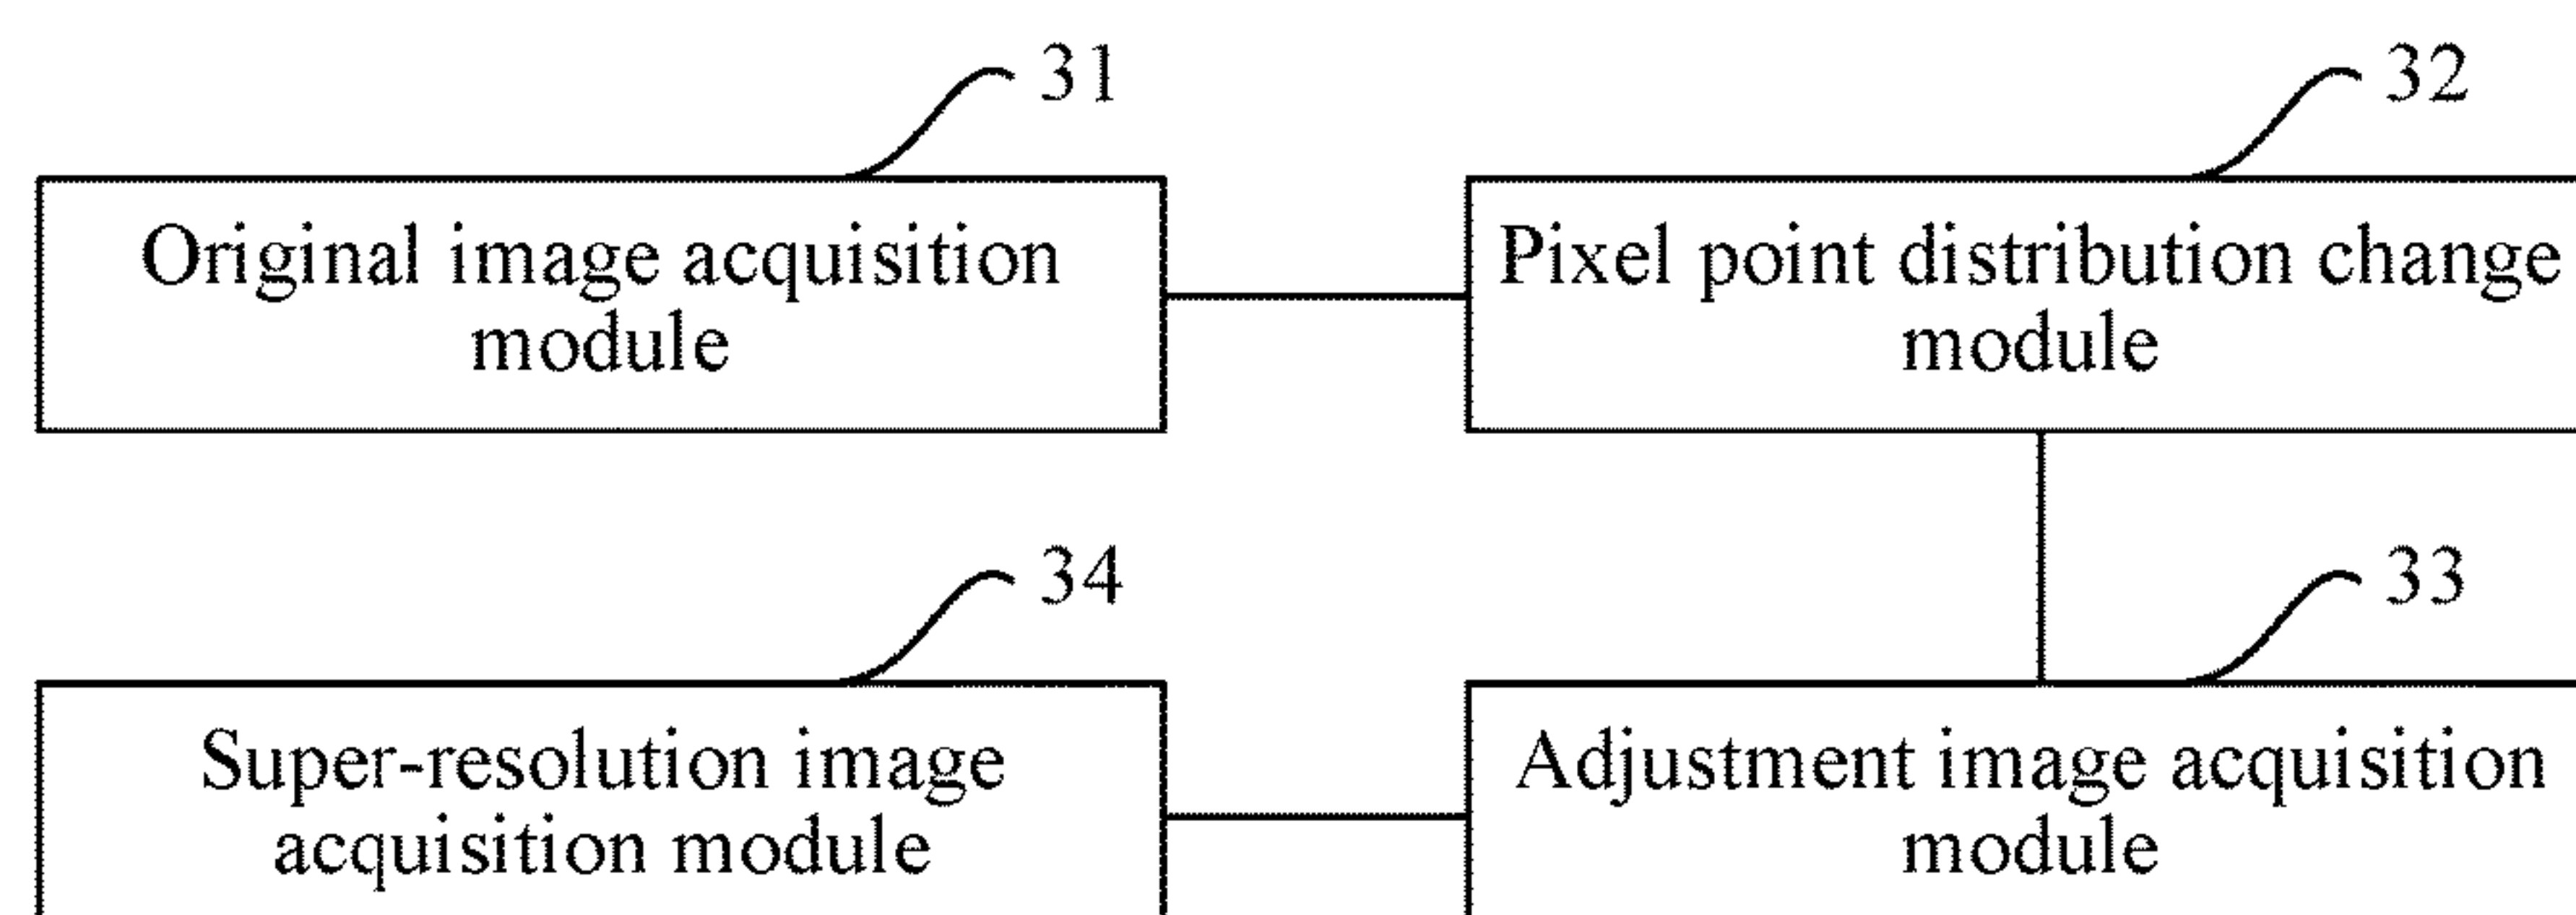 31
32
Original image acquisition
module
Pixel point distribution change
module
34
33
Super-resolution image
acquisition module
Adjustment image acquisition
module